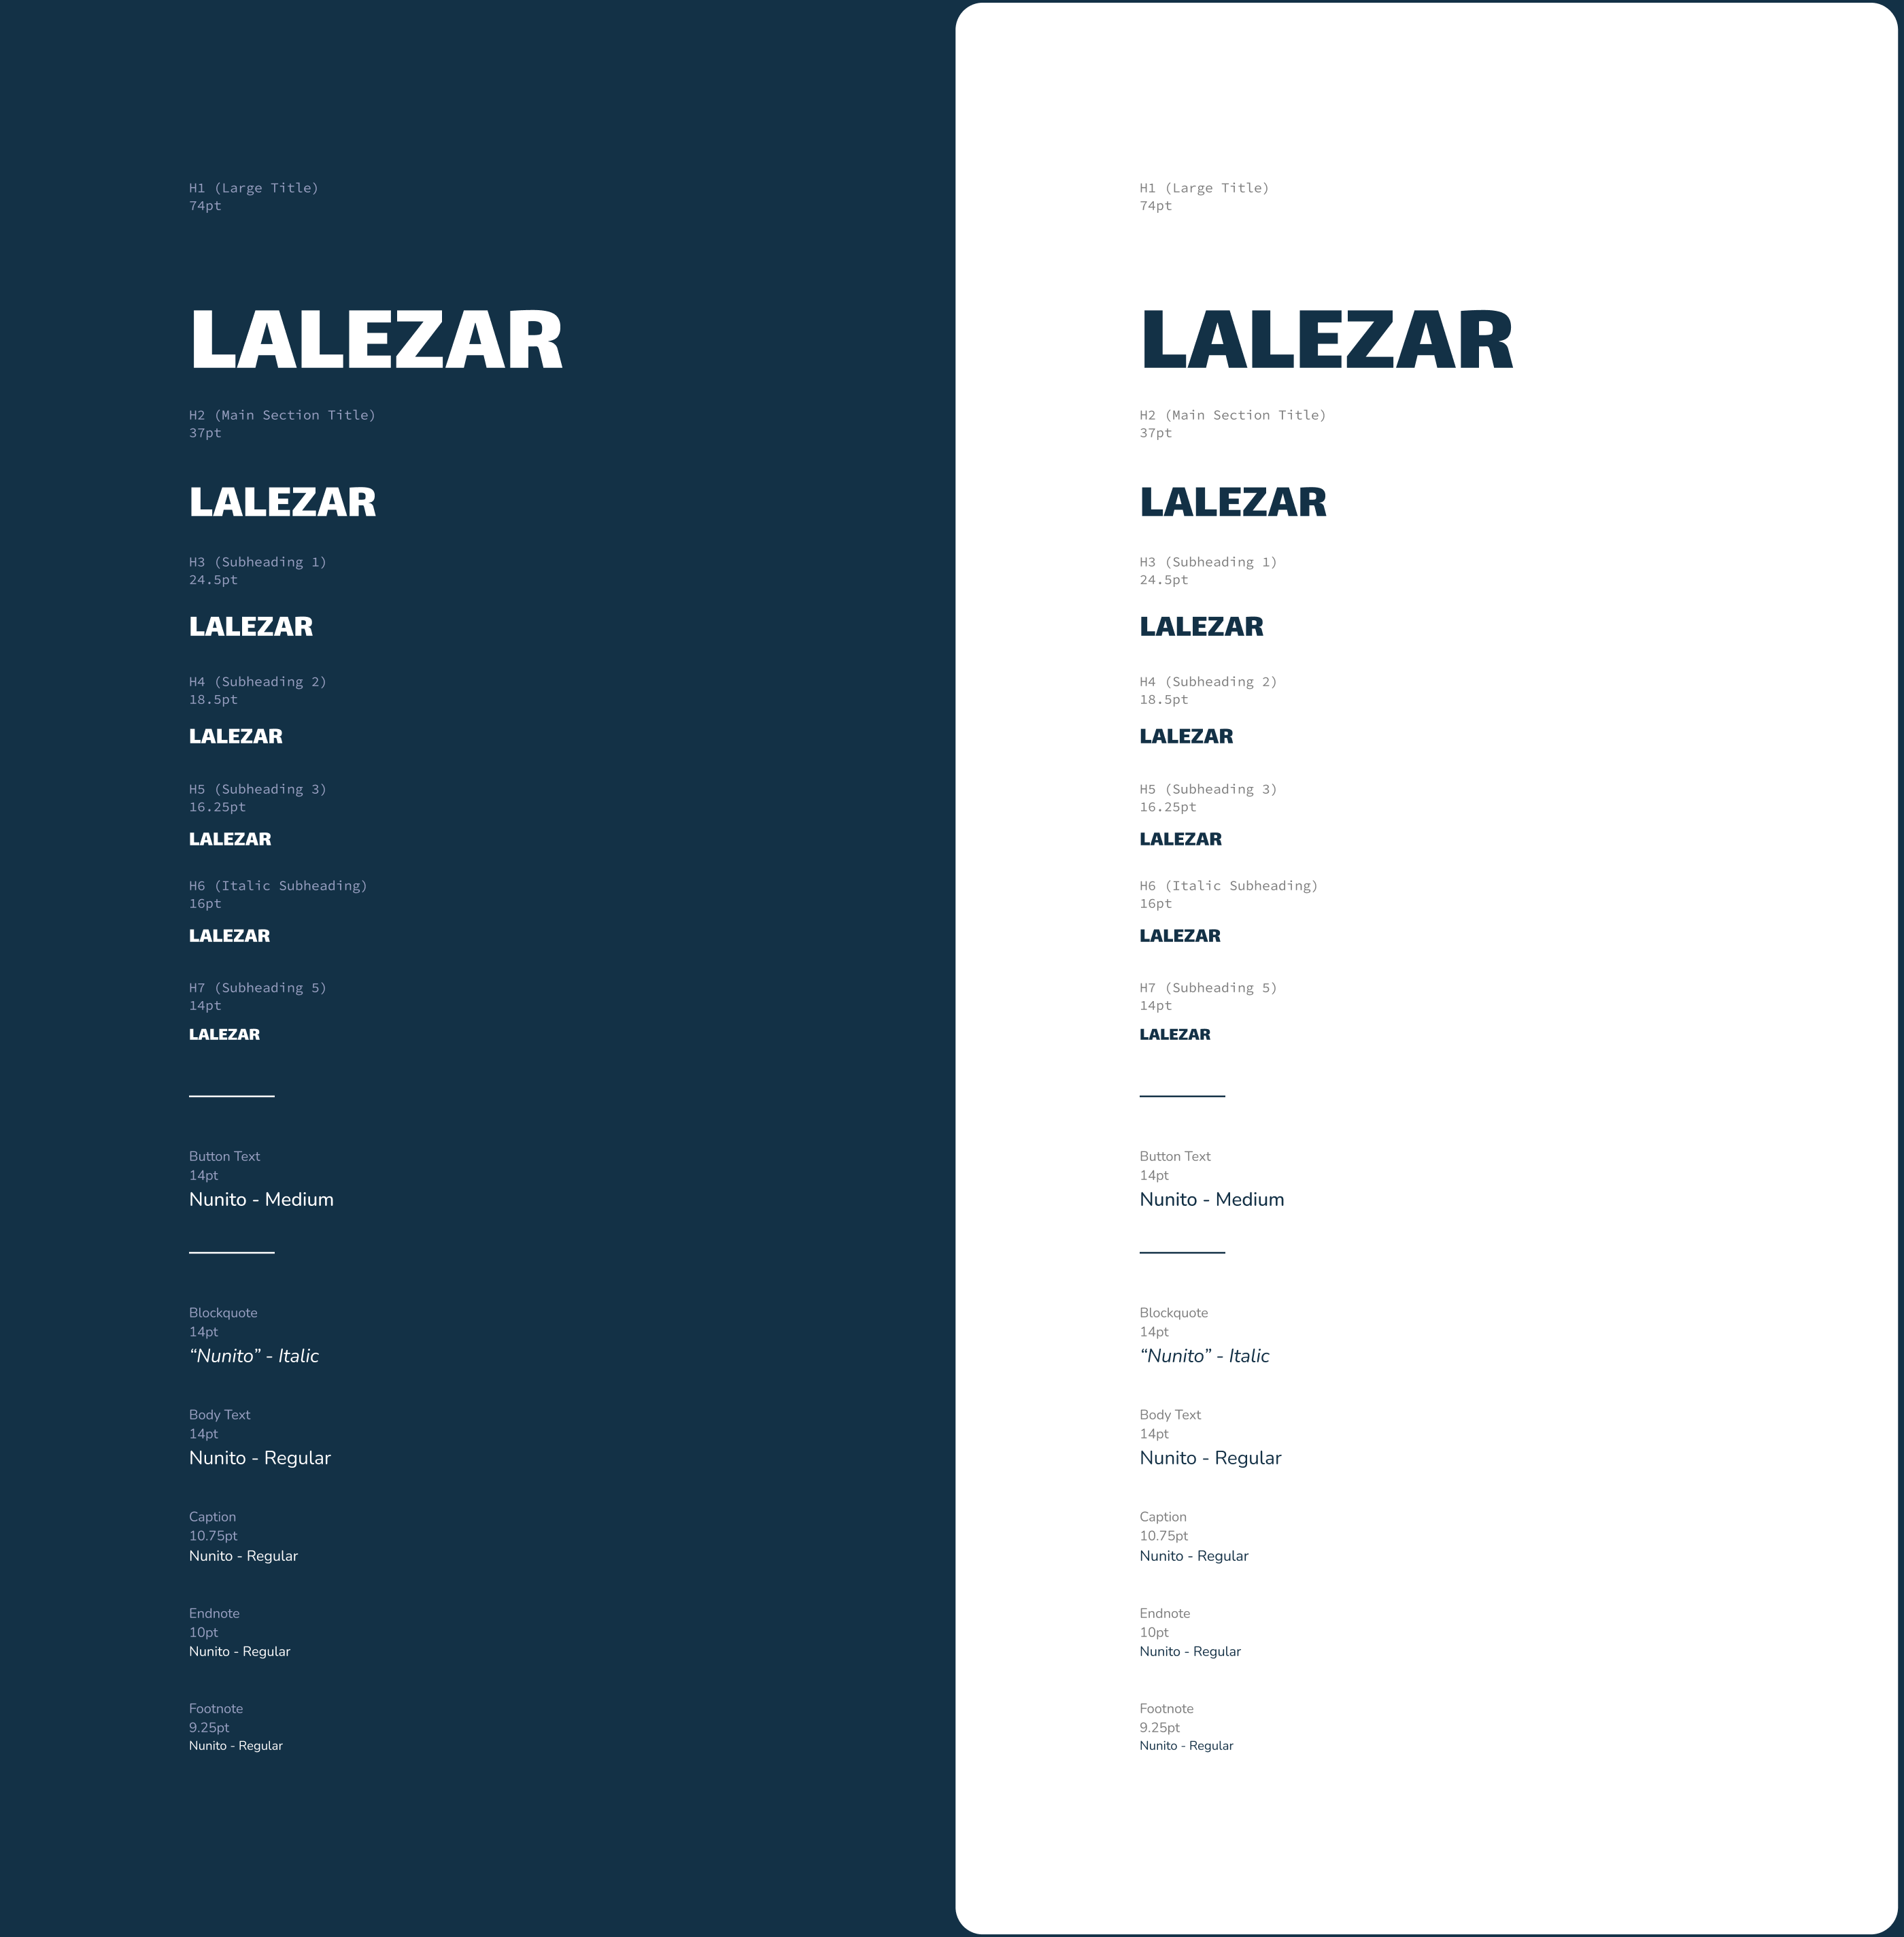 H1 (Large Title)
74pt
LALEZAR
H2 (Main Section Title)
37pt
LALEZAR
H3 (Subheading 1)
24.5pt
LALEZAR
H4 (Subheading 2)
18.5pt
LALEZAR
H5 (Subheading 3)
16.25pt
LALEZAR
H6 (Italic Subheading)
16pt
LALEZAR
H7 (Subheading 5)
14pt
LALEZAR
Button Text
14pt
Nunito - Medium
Blockquote
14pt
“Nunito” - Italic
Body Text
14pt
Nunito - Regular
Caption
10.75pt
Nunito - Regular
Endnote
10pt
Nunito - Regular
Footnote
9.25pt
Nunito - Regular
H1 (Large Title)
74pt
LALEZAR
H2 (Main Section Title)
37pt
LALEZAR
H3 (Subheading 1)
24.5pt
LALEZAR
H4 (Subheading 2)
18.5pt
LALEZAR
H5 (Subheading 3)
16.25pt
LALEZAR
H6 (Italic Subheading)
16pt
LALEZAR
H7 (Subheading 5)
14pt
LALEZAR
Button Text
14pt
Nunito - Medium
Blockquote
14pt
“Nunito” - Italic
Body Text
14pt
Nunito - Regular
Caption
10.75pt
Nunito - Regular
Endnote
10pt
Nunito - Regular
Footnote
9.25pt
Nunito - Regular